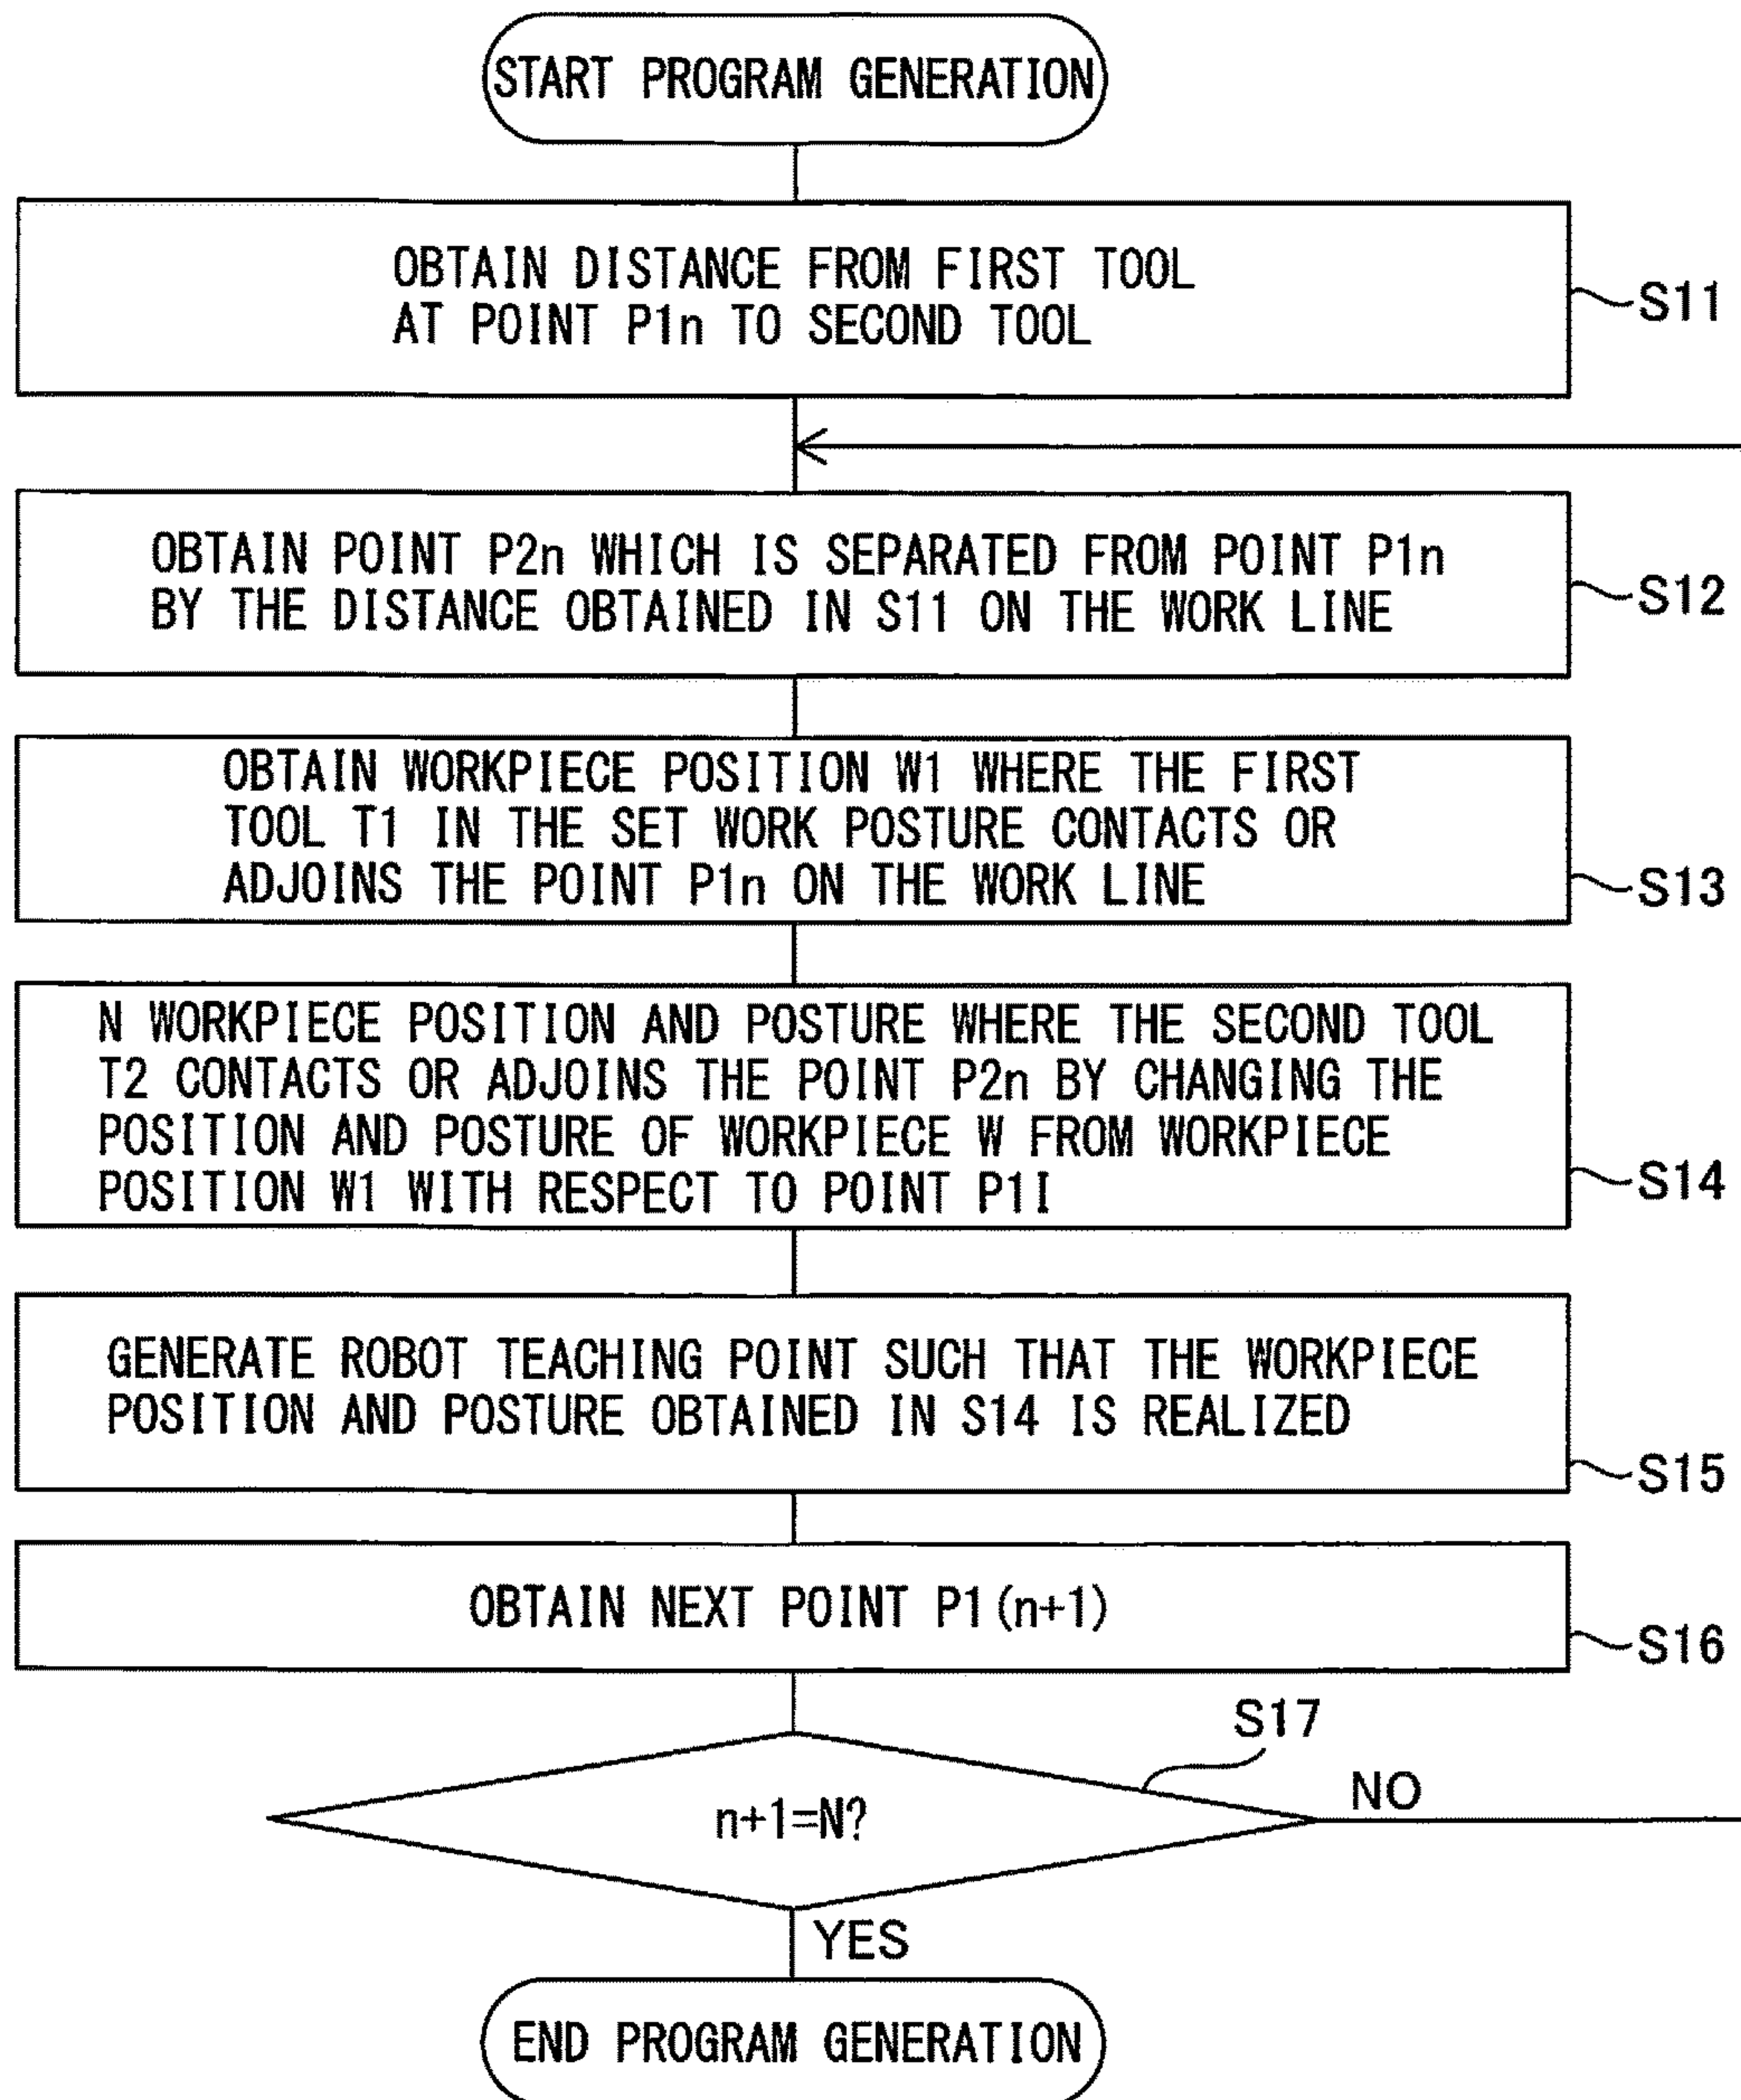 START PROGRAM GENERATION
OBTAIN DISTANCE FROM FIRST TOOL
AT POINT P1n TO SECOND TOOL
S11
OBTAIN POINT P2n WHICH IS SEPARATED FROM POINT P1n
BY THE DISTANCE OBTAINED IN S11 ON THE WORK LINE
S12
OBTAIN WORKPIECE POSITION W1 WHERE THE FIRST
TOOL T1 IN THE SET WORK POSTURE CONTACTS OR
ADJOINS THE POINT P1n ON THE WORK LINE
S13
N WORKPIECE POSITION AND POSTURE WHERE THE SECOND TOOL
T2 CONTACTS OR ADJOINS THE POINT P2n BY CHANGING THE
POSITION AND POSTURE OF WORKPIECE W FROM WORKPIECE
POSITION W1 WITH RESPECT TO POINT P1I
S14
GENERATE ROBOT TEACHING POINT SUCH THAT THE WORKPIECE
POSITION AND POSTURE OBTAINED IN S14 IS REALIZED
S15
OBTAIN NEXT POINT P1(n+1)
S16
S17
n+1=N?
NO
YES
END PROGRAM GENERATION